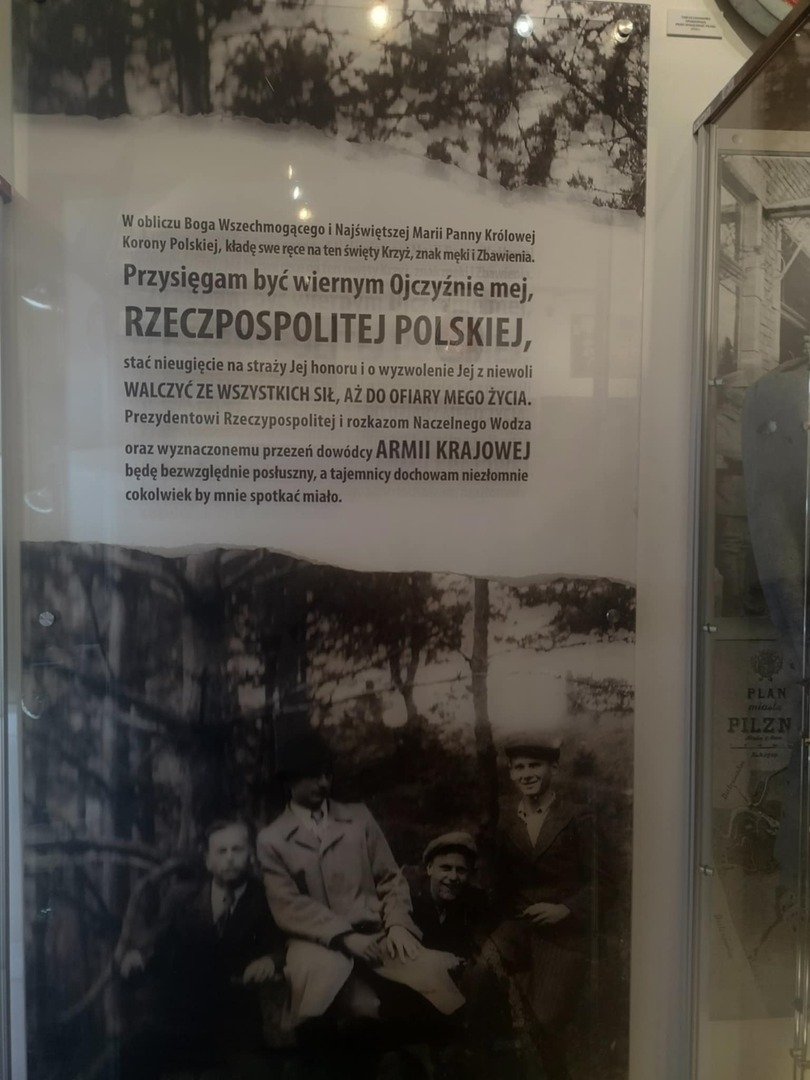 W obliczu Boga Wszechmogącego i Najświętszej Marii Panny Królowej
Korony Polskiej, kładę swe ręce na ten święty Krzyż, znak męki i Zbawienia.
Przysięgam być wiernym Ojczyźnie mej,
RZECZPOSPOLITEJ POLSKIEJ,
stać nieugięcie na straży Jej honoru i o wyzwolenie Jej z niewoli
WALCZYĆ ZE WSZYSTKICH SIŁ, AŻ DO OFIARY MEGO ŻYCIA.
Prezydentowi Rzeczypospolitej i rozkazom Naczelnego Wodza
oraz wyznaczonemu przezeń dowódcy ARMII KRAJOWEJ
będę bezwzględnie posłuszny, a tajemnicy dochowam niezłomnie
cokolwiek by mnie spotkać miało.
PLAN
miasta
PILZN